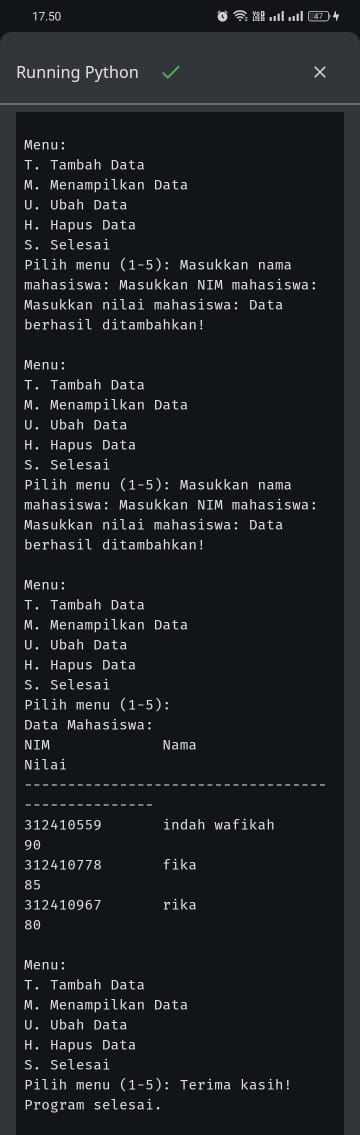 17.50
47
Running Python
Menu:
T. Tambah Data
M. Menampilkan Data
U. Ubah Data
H. Hapus Data
S. Selesai
Pilih menu (1-5): Masukkan nama
mahasiswa: Masukkan NIM mahasiswa:
Masukkan nilai mahasiswa: Data
berhasil ditambahkan!
Menu:
T. Tambah Data
M. Menampilkan Data
U. Ubah Data
H. Hapus Data
S. Selesai
Pilih menu (1-5): Masukkan nama
mahasiswa: Masukkan NIM mahasiswa:
Masukkan nilai mahasiswa: Data
berhasil ditambahkan!
Menu:
T. Tambah Data
M. Menampilkan Data
U. Ubah Data
H. Hapus Data
S. Selesai
Pilih menu (1-5):
Data Mahasiswa:
NIM Nama
Nilai
-----------------------------------
---------------
312410559 indah wafikah
90
312410778 fika
85
312410967 rika
80
Menu:
T. Tambah Data
M. Menampilkan Data
U. Ubah Data
H. Hapus Data
S. Selesai
Pilih menu (1-5): Terima kasih!
Program selesai.